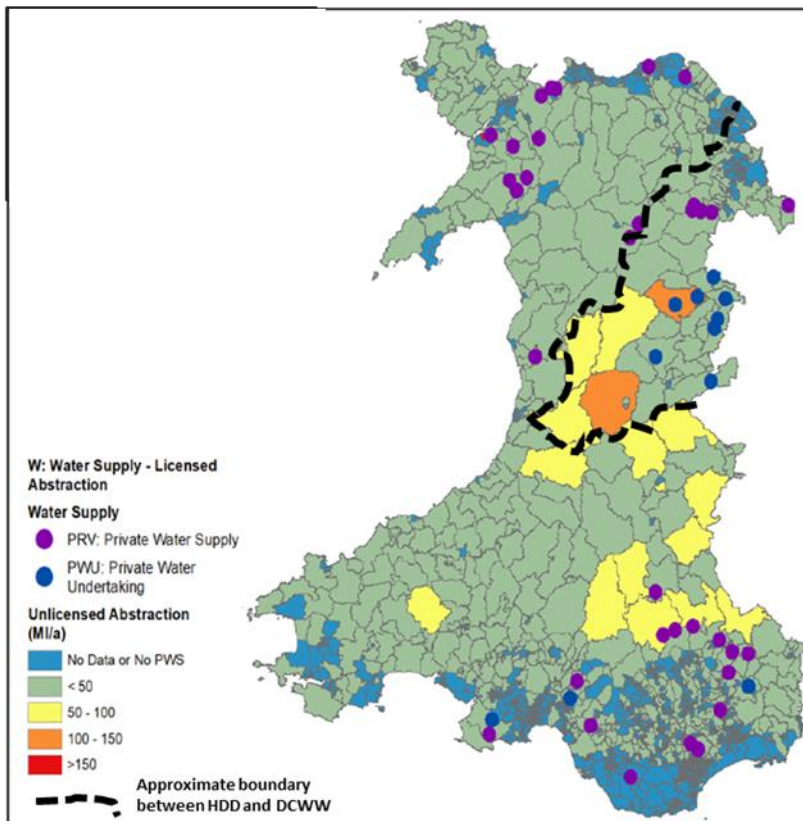 W: Water Supply - Licensed
Abstraction
Water Supply
PRV: Private Water Supply
PWU: Private Water
Undertaking
Unlicensed Abstraction
(Ml/a)
No Data or No PWS
< 50
50 - 100
100 - 150
>150
Approximate boundary
between HDD and DCWW